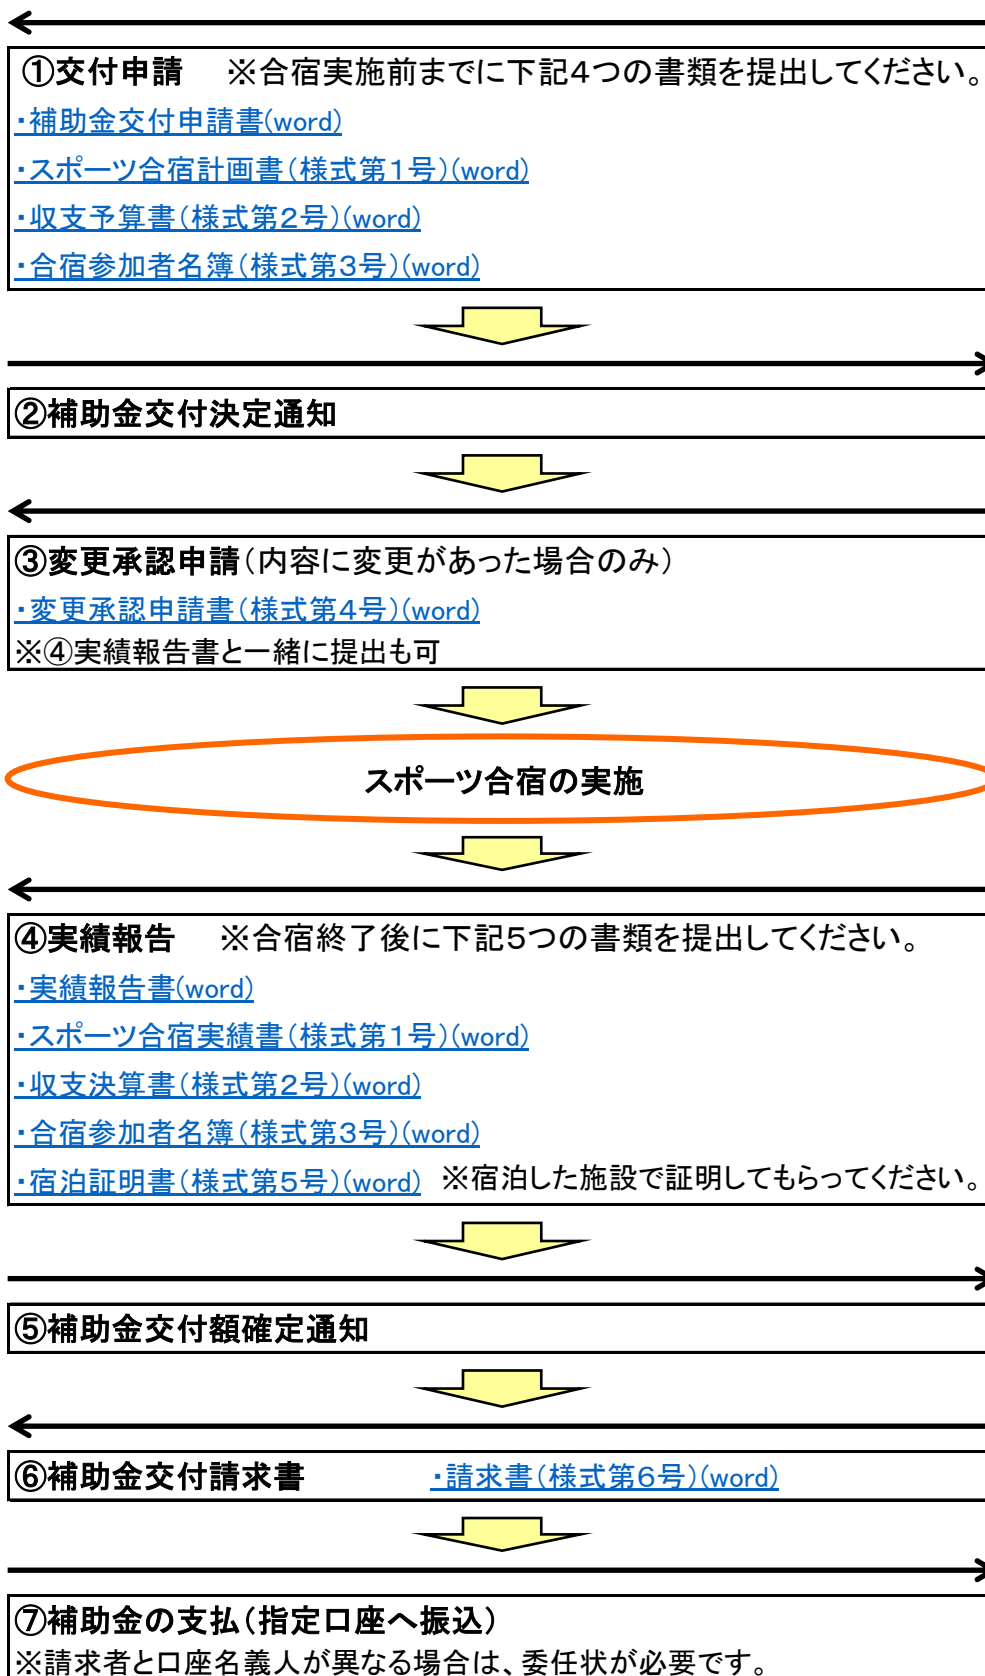 ①交付申請　※合宿実施前までに下記4つの書類を提出してください。
・補助金交付申請書(word)
・スポーツ合宿計画書(様式第1号)(word)
・収支予算書(様式第2号)(word)
・合宿参加者名簿(様式第3号)(word)
②補助金交付決定通知
③変更承認申請(内容に変更があった場合のみ)
・変更承認申請書(様式第4号)(word)
※④実績報告書と一緒に提出も可
スポーツ合宿の実施
④実績報告　※合宿終了後に下記5つの書類を提出してください。
・実績報告書(word)
・スポーツ合宿実績書(様式第1号)(word)
・収支決算書(様式第2号)(word)
・合宿参加者名簿(様式第3号)(word)
・宿泊証明書(様式第5号)(word)　※宿泊した施設で証明してもらってください。
⑤補助金交付額確定通知
⑥補助金交付請求書　・請求書(様式第6号)(word)
⑦補助金の支払(指定口座へ振込)
※請求者と口座名義人が異なる場合は、委任状が必要です。